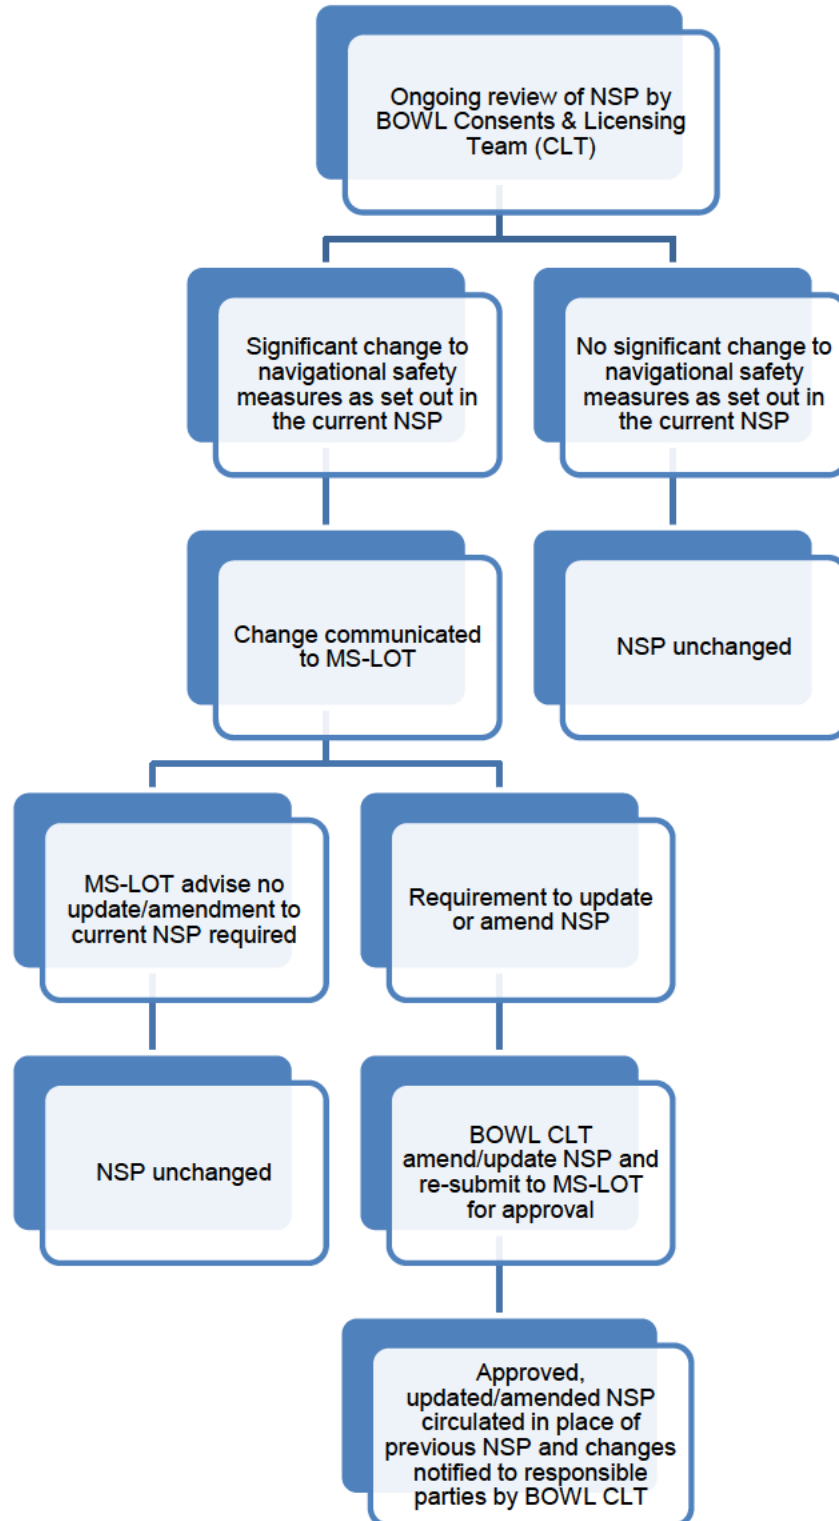 Ongoing review of NSP by
BOWL Consents & Licensing
Team (CLT)
Significant change to
navigational safety
measures as set out in
the current NSP
No significant change to
navigational safety
measures as set out in
the current NSP
Change communicated
to MS-LOT
NSP unchanged
MS-LOT advise no
update/amendment to
current NSP required
Requirement to update
or amend NSP
NSP unchanged
BOWL CLT
amend/update NSP and
re-submit to MS-LOT
for approval
Approved,
updated/amended NSP
circulated in place of
previous NSP and changes
notified to responsible
parties by BOWL CLT